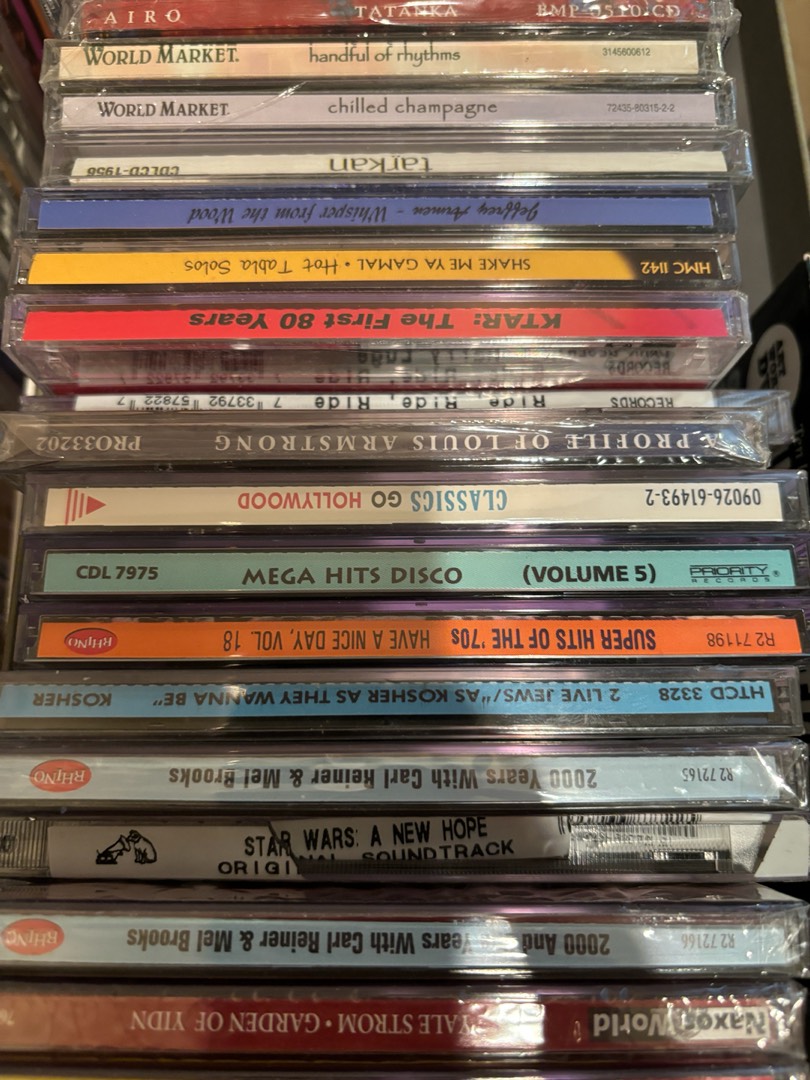 AIRO TATANKA BMP-0510 CD
WORLD MARKET. handful of rhythms 3145600612
WORLD MARKET. chilled champagne 72435-80315-2-2
tarkan CDLCD-1956
Jeffrey Armen - Whisper from the Wood
HMC 1142 SHAKE ME YA GAMAL • Hot Tabla Solos
KTAR: The First 80 Years
RECORDS
RECORDS Ride, Ride, Ride 7 33792 57822 7
A PROFILE OF LOUIS ARMSTRONG PRO33202
09026-61493-2 CLASSICS GO HOLLYWOOD
CDL 7975 MEGA HITS DISCO (VOLUME 5) PRIORITY RECORDS
R2 71198 SUPER HITS OF THE '70s HAVE A NICE DAY, VOL. 18 RHINO
HTCD 3328 2 LIVE JEWS/"AS KOSHER AS THEY WANNA BE" KOSHER
R2 72165 2000 Years With Carl Reiner & Mel Brooks RHINO
STAR WARS: A NEW HOPE
ORIGINAL SOUNDTRACK
R2 72166 2000 And Years With Carl Reiner & Mel Brooks RHINO
Naxos World YALE STROM • GARDEN OF YIDN 76